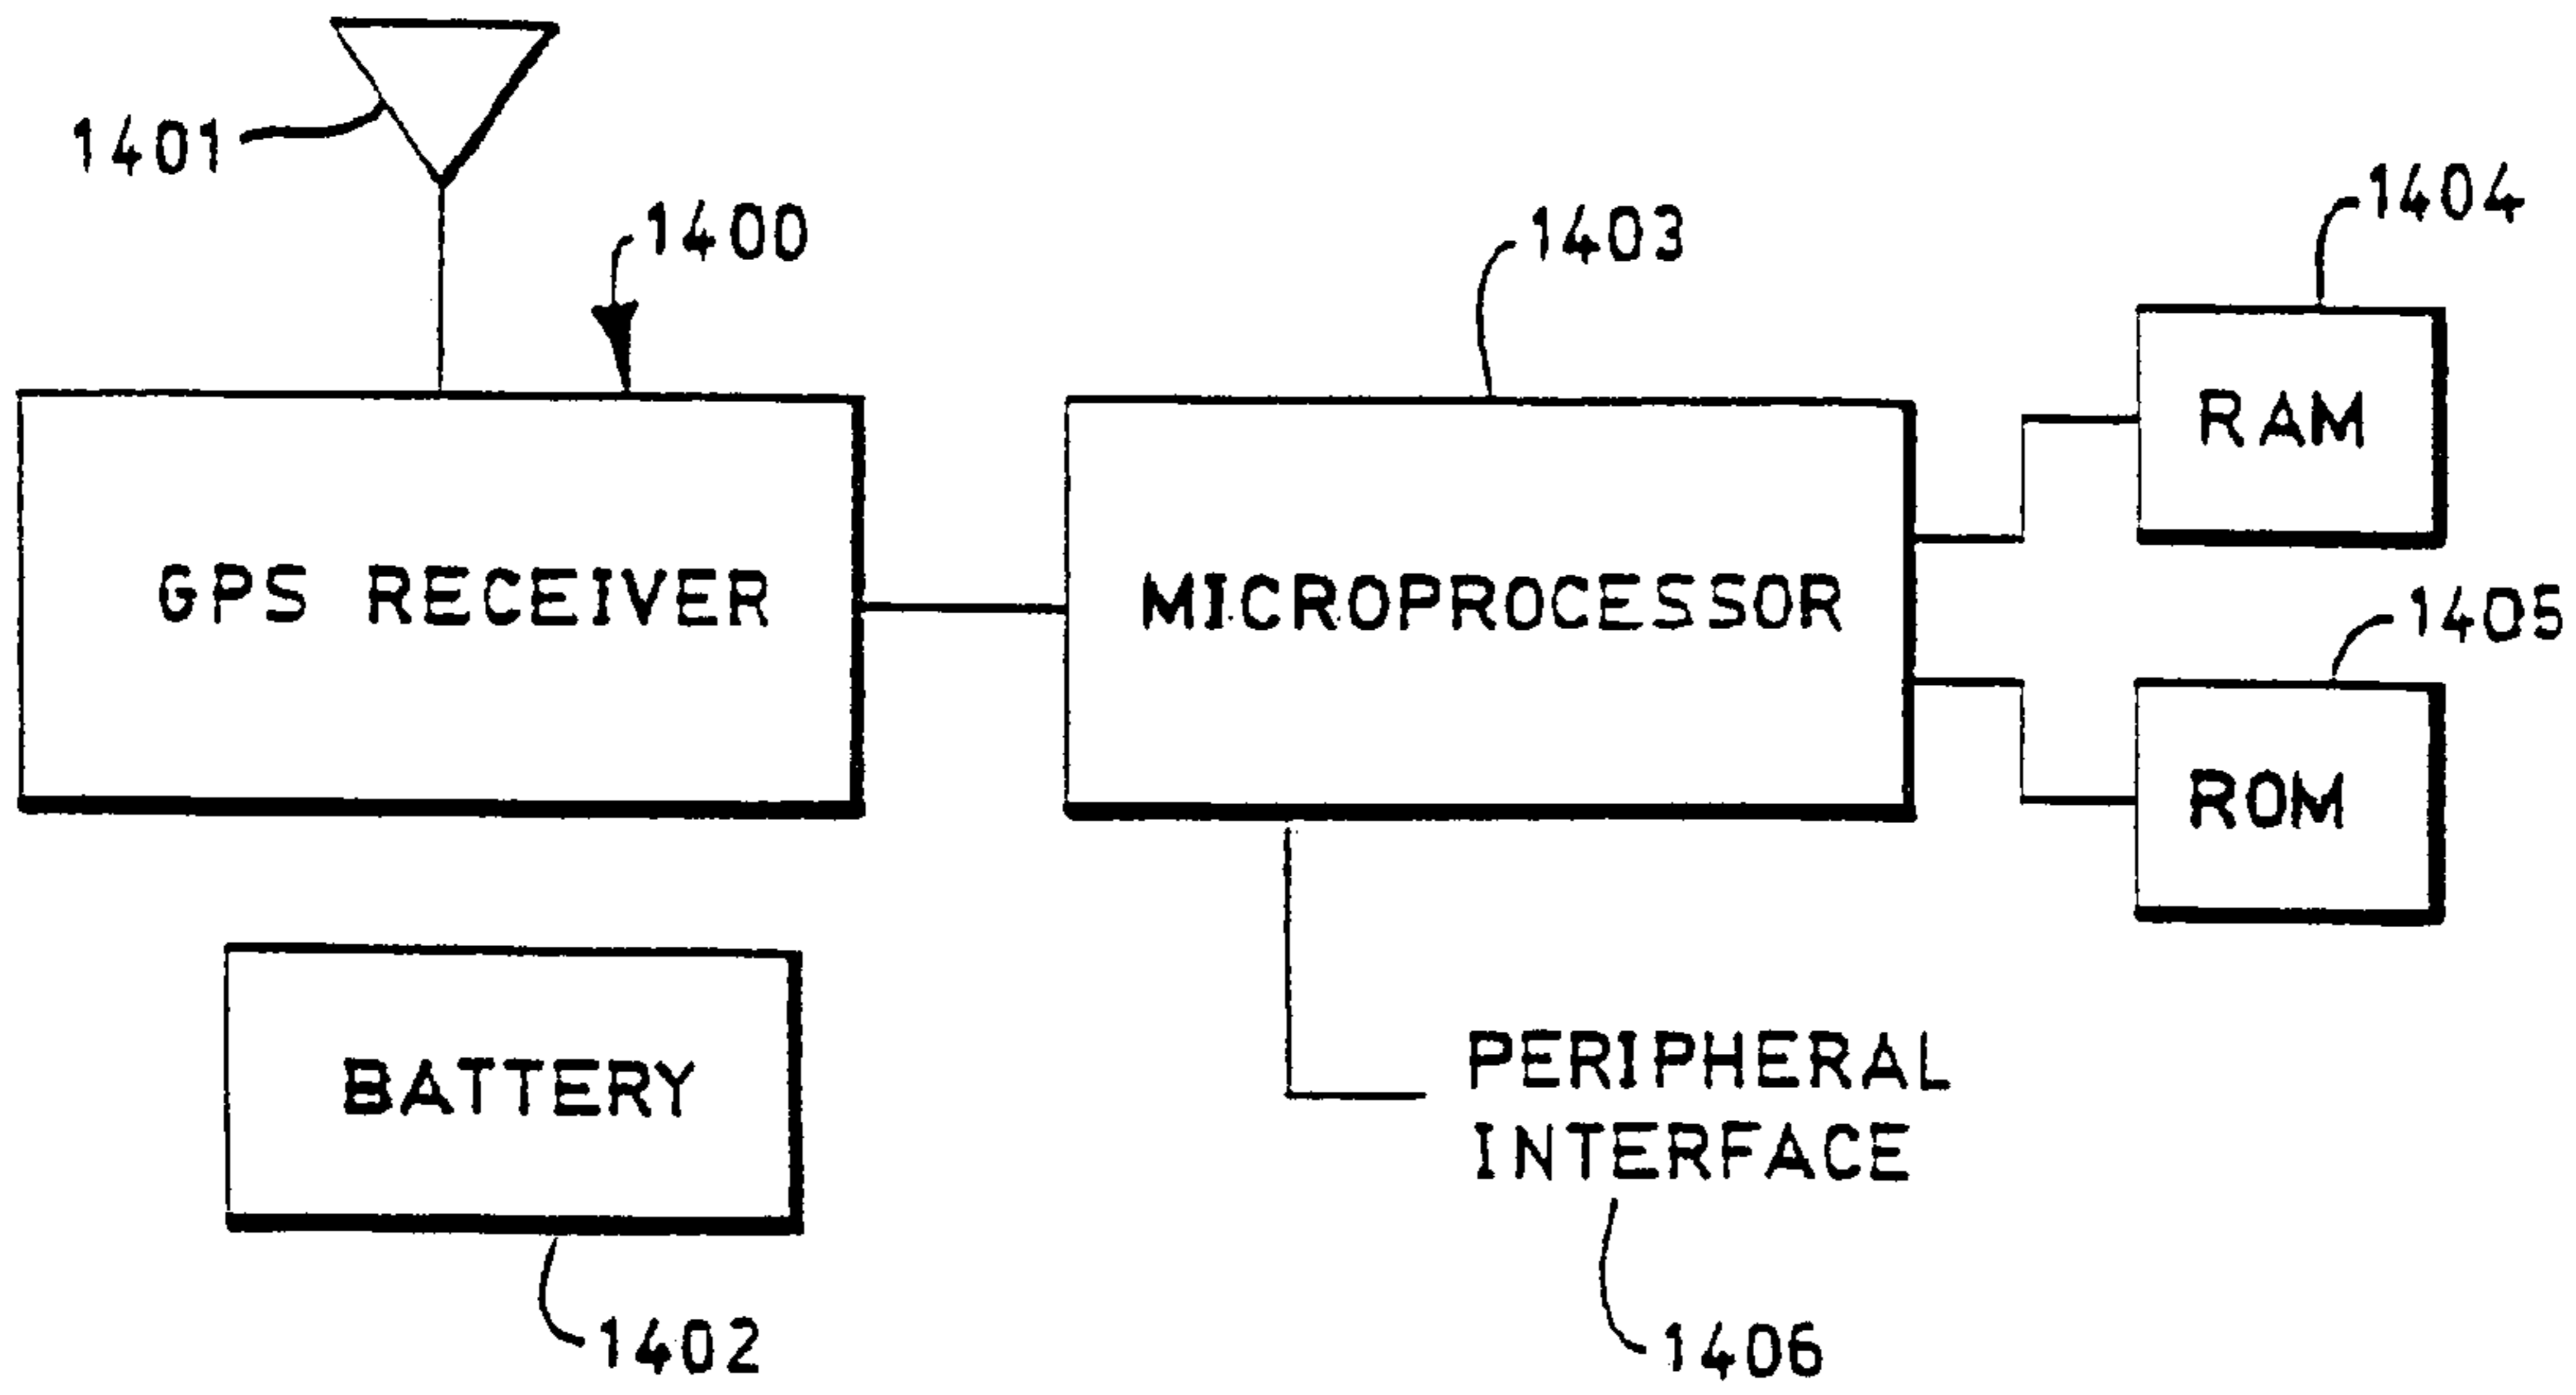 1401
1400
1403
1404
GPS RECEIVER
MICROPROCESSOR
RAM
1405
ROM
BATTERY
PERIPHERAL
INTERFACE
1402
1406